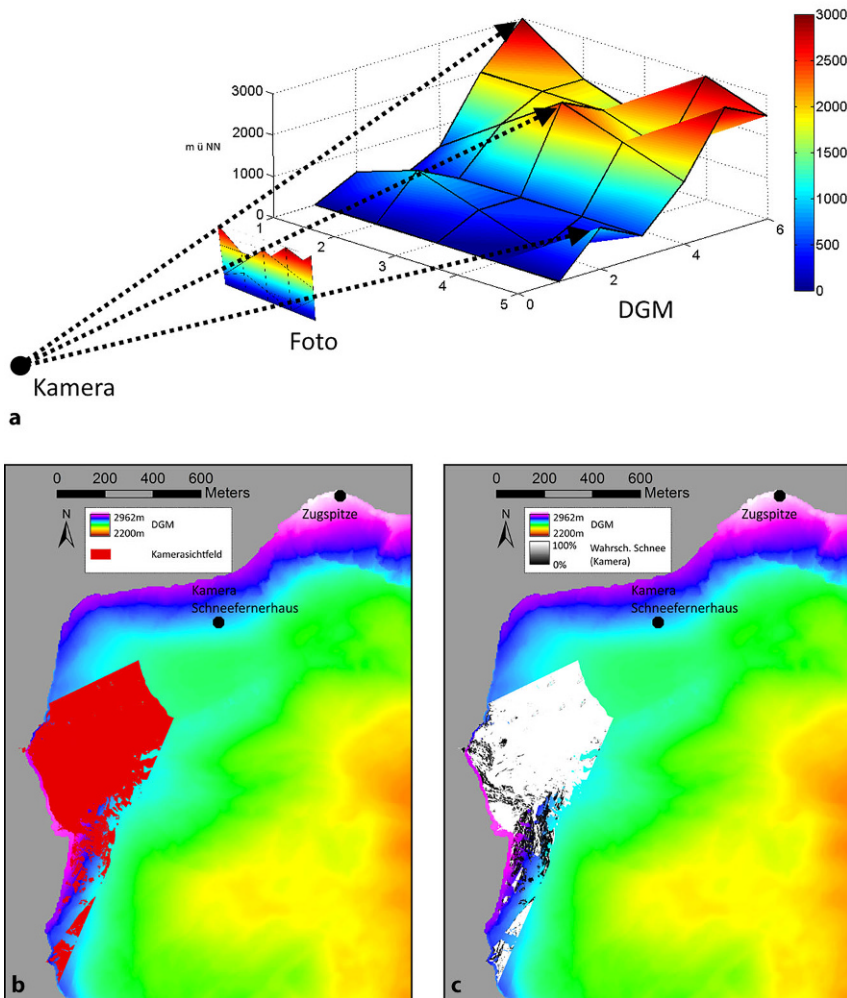 3000
2500
2000
1500
1000
500
0
3000
2000
1000
0
m ü NN
1
2
3
4
5
0
2
4
6
DGM
Foto
Kamera
a
0 200 400 600
Meters
N
2962m
2200m
DGM
Kamerasichtfeld
Zugspitze
Kamera
Schneefernerhaus
b
0 200 400 600
Meters
N
2962m
2200m
DGM
100%
0%
Wahrsch. Schnee
(Kamera)
Zugspitze
Kamera
Schneefernerhaus
c